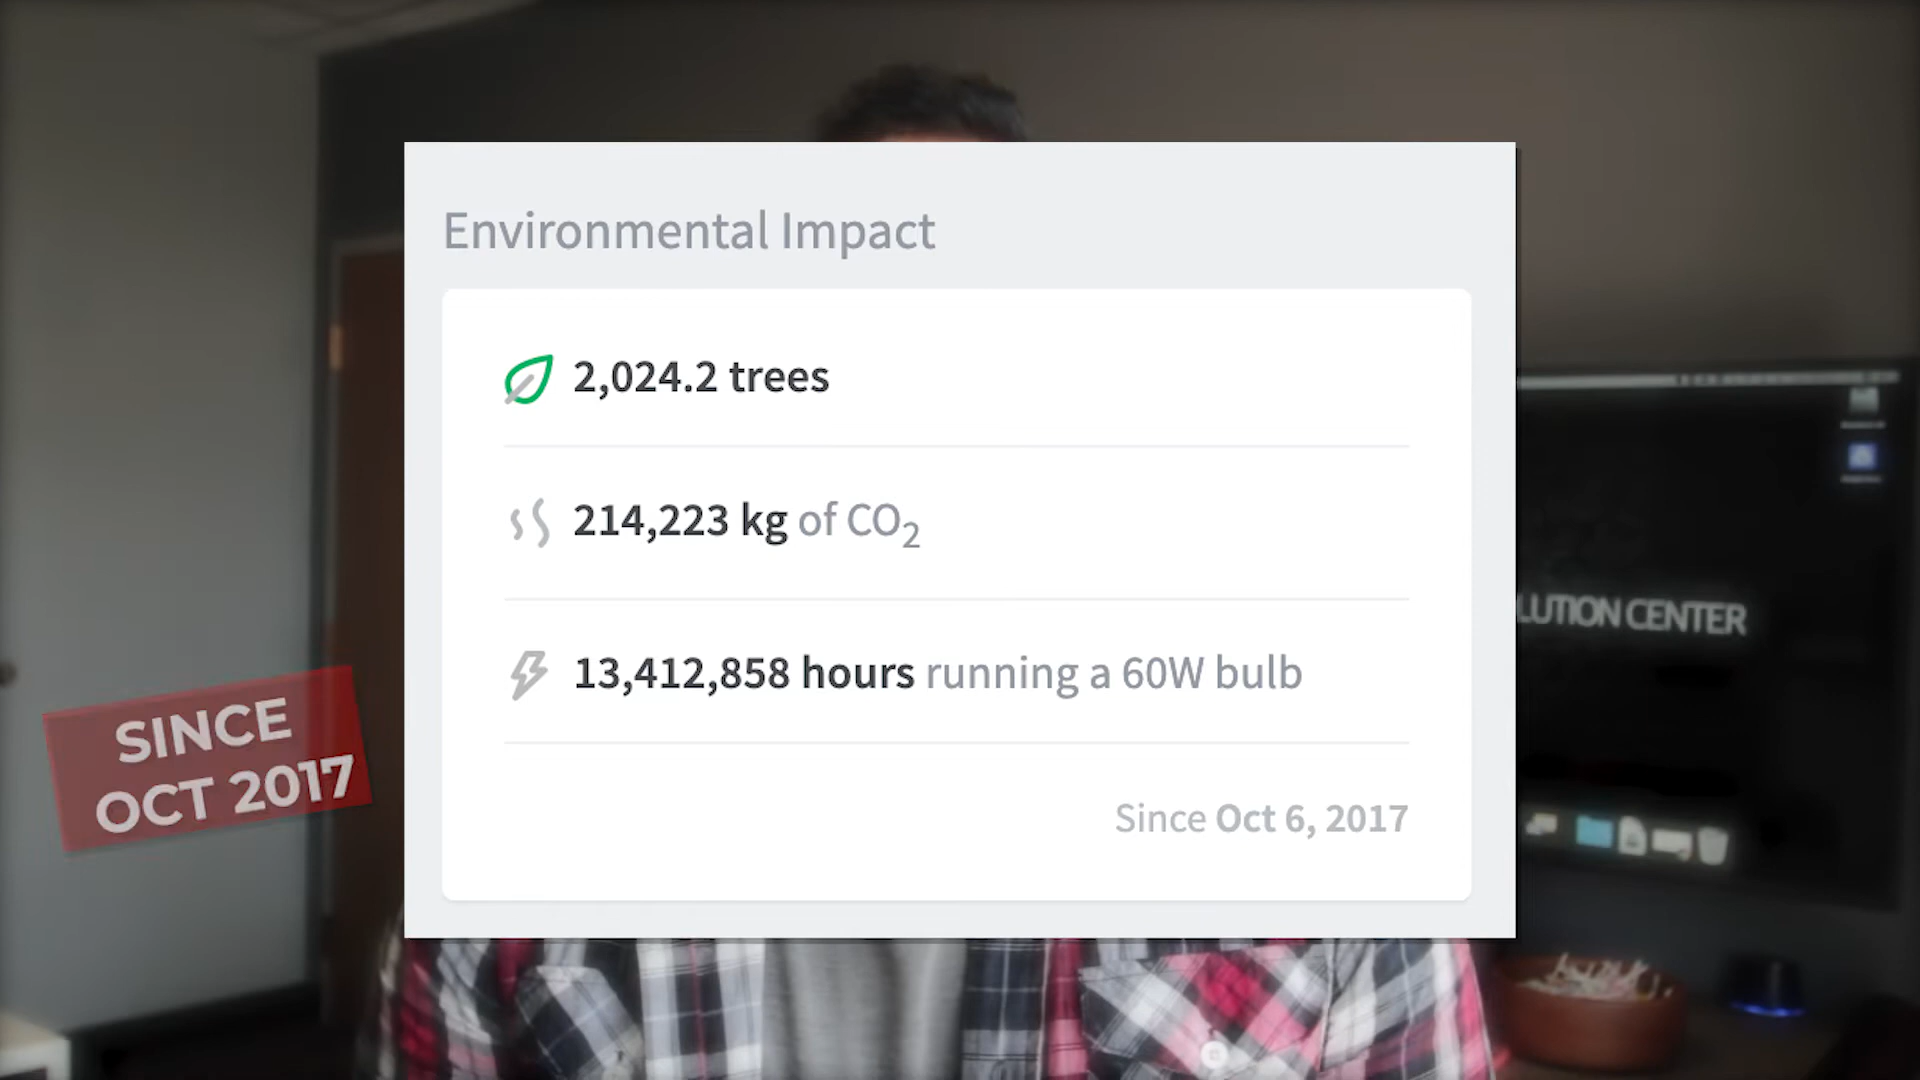 Environmental Impact
2,024.2 trees
214,223 kg of CO₂
13,412,858 hours running a 60W bulb
Since Oct 6, 2017
SINCE
OCT 2017
LUTION CENTER